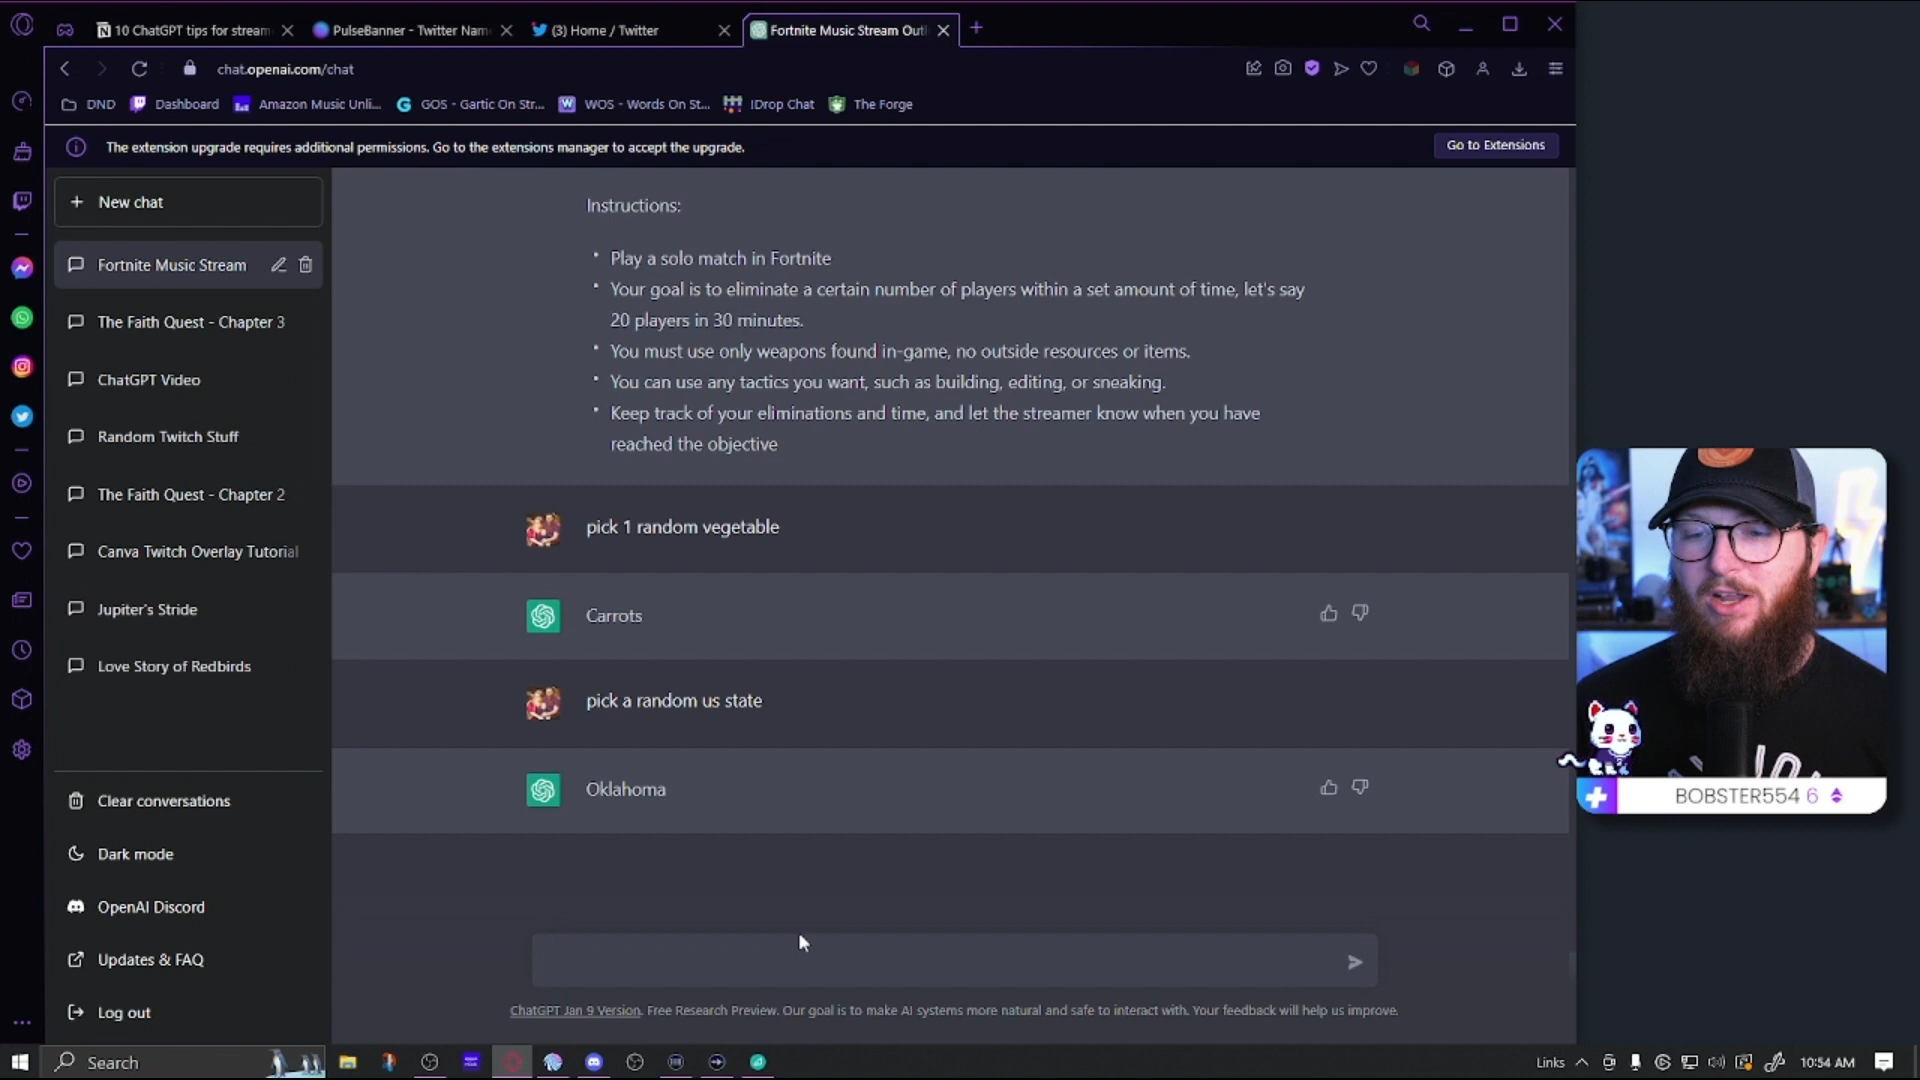 10 ChatGPT tips for stream
PulseBanner - Twitter Nam
(3) Home / Twitter
Fortnite Music Stream Outl
chat.openai.com/chat
DND
Dashboard
Amazon Music Unli...
GOS - Gartic On Str...
WOS - Words On St...
!Drop Chat
The Forge
The extension upgrade requires additional permissions. Go to the extensions manager to accept the upgrade.
Go to Extensions
New chat
Fortnite Music Stream
The Faith Quest - Chapter 3
ChatGPT Video
Random Twitch Stuff
The Faith Quest - Chapter 2
Canva Twitch Overlay Tutorial
Jupiter's Stride
Love Story of Redbirds
Clear conversations
Dark mode
OpenAI Discord
Updates & FAQ
Log out
Instructions:
• Play a solo match in Fortnite
• Your goal is to eliminate a certain number of players within a set amount of time, let's say
20 players in 30 minutes.
• You must use only weapons found in-game, no outside resources or items.
• You can use any tactics you want, such as building, editing, or sneaking.
• Keep track of your eliminations and time, and let the streamer know when you have
reached the objective
pick 1 random vegetable
Carrots
pick a random us state
Oklahoma
ChatGPT Jan 9 Version. Free Research Preview. Our goal is to make AI systems more natural and safe to interact with. Your feedback will help us improve.
BOBSTER554 6
Search
Links
10:54 AM